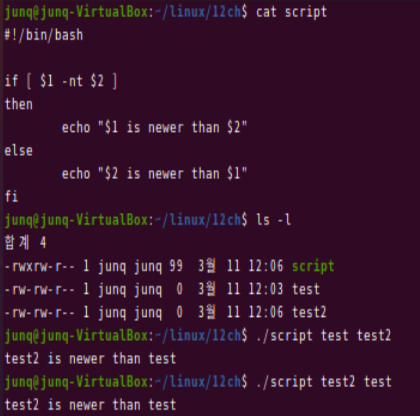 junq@junq-VirtualBox:~/linux/12ch$ cat script
#!/bin/bash
if [ $1 -nt $2 ]
then
echo "$1 is newer than $2"
else
echo "$2 is newer than $1"
fi
junq@junq-VirtualBox:~/linux/12ch$ ls -l
합계 4
-rwxrw-r-- 1 junq junq 99 3월 11 12:06 script
-rw-rw-r-- 1 junq junq 0 3월 11 12:03 test
-rw-rw-r-- 1 junq junq 0 3월 11 12:06 test2
junq@junq-VirtualBox:~/linux/12ch$ ./script test test2
test2 is newer than test
junq@junq-VirtualBox:~/linux/12ch$ ./script test2 test
test2 is newer than test